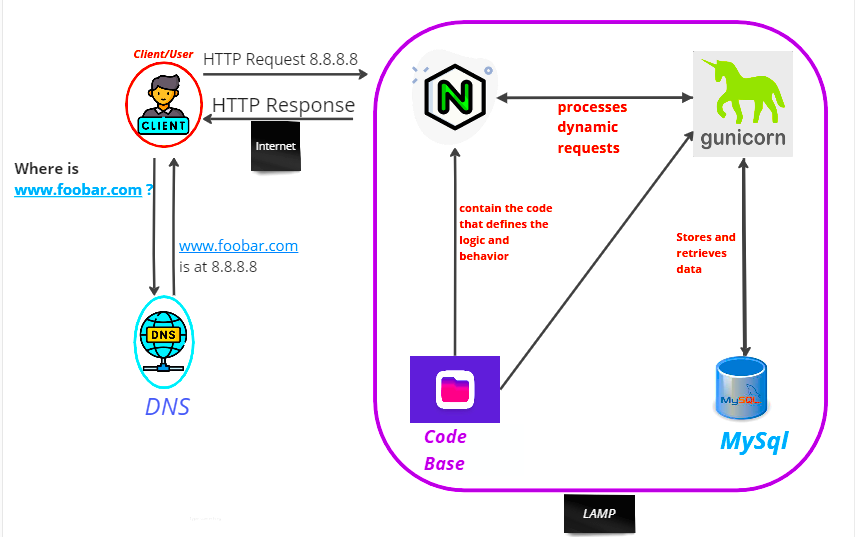 Client/User
HTTP Request 8.8.8.8
HTTP Response
CLIENT
Internet
Where is
www.foobar.com ?
www.foobar.com
is at 8.8.8.8
DNS
DNS
N
processes
dynamic
requests
gunicorn
contain the code
that defines the
logic and
behavior
Stores and
retrieves
data
Code
Base
MySQL
MySql
LAMP